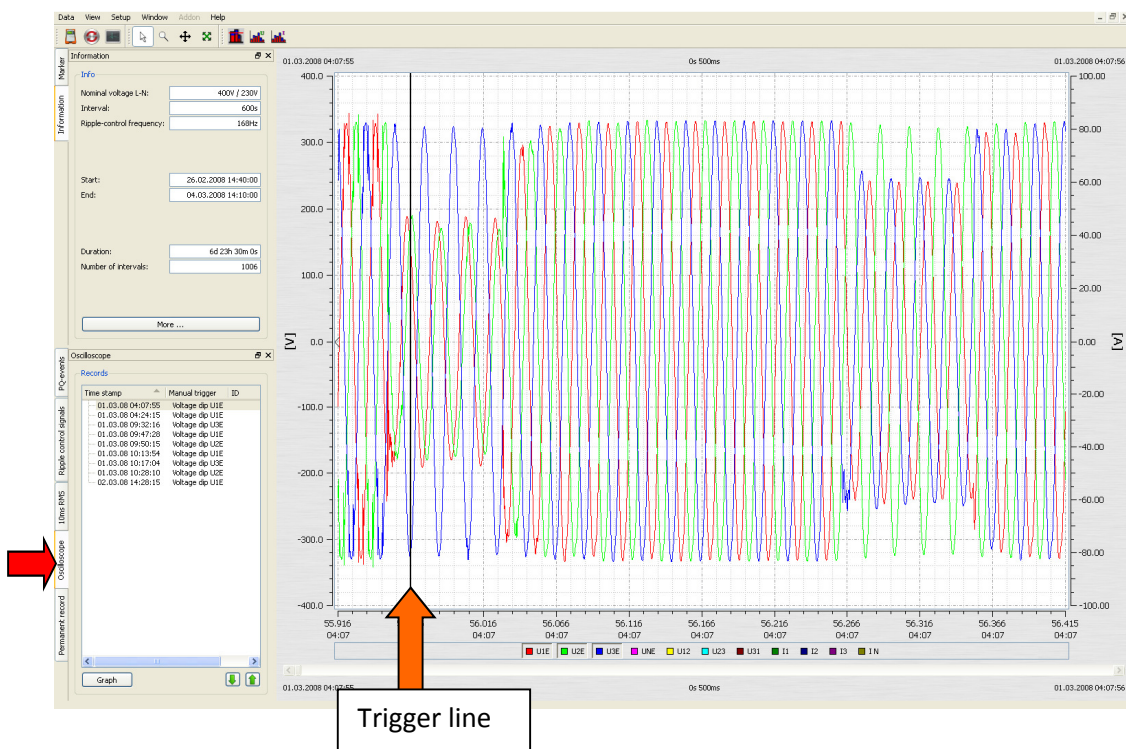 Data View Setup Window Addon Help
Information
Info
Nominal voltage L-N: 400V / 230V
Interval: 600s
Ripple-control frequency: 168Hz
Start: 26.02.2008 14:40:00
End: 04.03.2008 14:10:00
Duration: 6d 23h 30m 0s
Number of intervals: 1006
More ...
Marker
Information
Oscilloscope
Records
Time stamp Manual trigger ID
01.03.08 04:07:55 Voltage dip U1E
01.03.08 04:24:15 Voltage dip U1E
01.03.08 09:32:16 Voltage dip U3E
01.03.08 09:47:28 Voltage dip U1E
01.03.08 09:50:15 Voltage dip U2E
01.03.08 10:13:54 Voltage dip U1E
01.03.08 10:17:04 Voltage dip U3E
01.03.08 10:28:10 Voltage dip U2E
02.03.08 14:28:15 Voltage dip U1E
Graph
PQ-events
Ripple control signals
10ms RMS
Oscilloscope
Permanent record
01.03.2008 04:07:55 0s 500ms 01.03.2008 04:07:56
400.0
300.0
200.0
100.0
0.0
-100.0
-200.0
-300.0
-400.0
[V]
100.00
80.00
60.00
40.00
20.00
0.00
-20.00
-40.00
-60.00
-80.00
-100.00
[A]
55.916 56.016 56.066 56.116 56.166 56.216 56.266 56.316 56.366 56.415
04:07 04:07 04:07 04:07 04:07 04:07 04:07 04:07 04:07 04:07
U1E U2E U3E UNE U12 U23 U31 I1 I2 I3 I N
01.03.2008 04:07:55 0s 500ms 01.03.2008 04:07:56
Trigger line